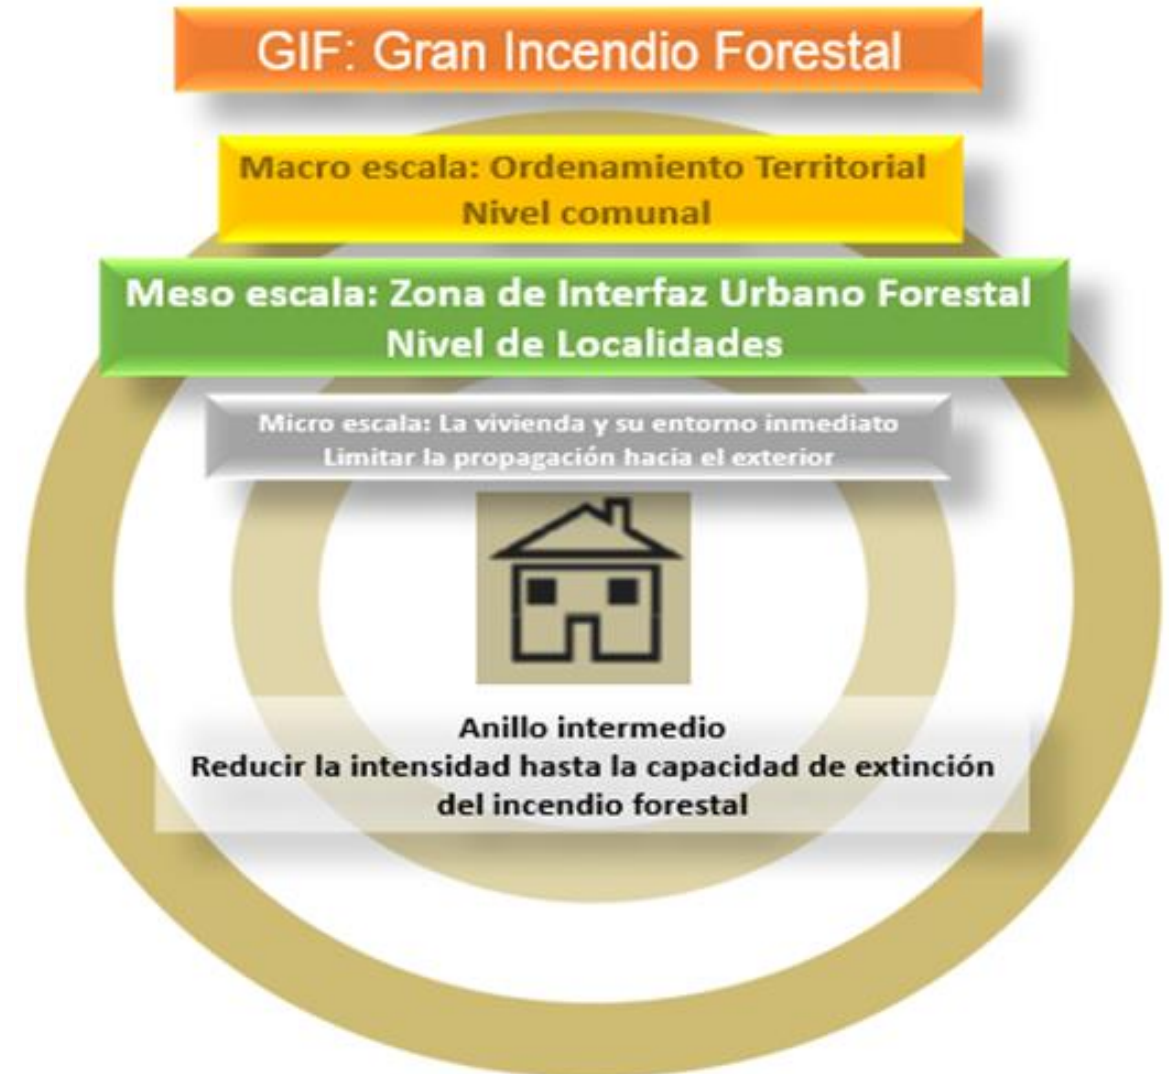 GIF: Gran Incendio Forestal
Macro escala: Ordenamiento Territorial
Nivel comunal
Meso escala: Zona de Interfaz Urbano Forestal
Nivel de Localidades
Micro escala: La vivienda y su entorno inmediato
Limitar la propagación hacia el exterior
Anillo intermedio
Reducir la intensidad hasta la capacidad de extinción
del incendio forestal